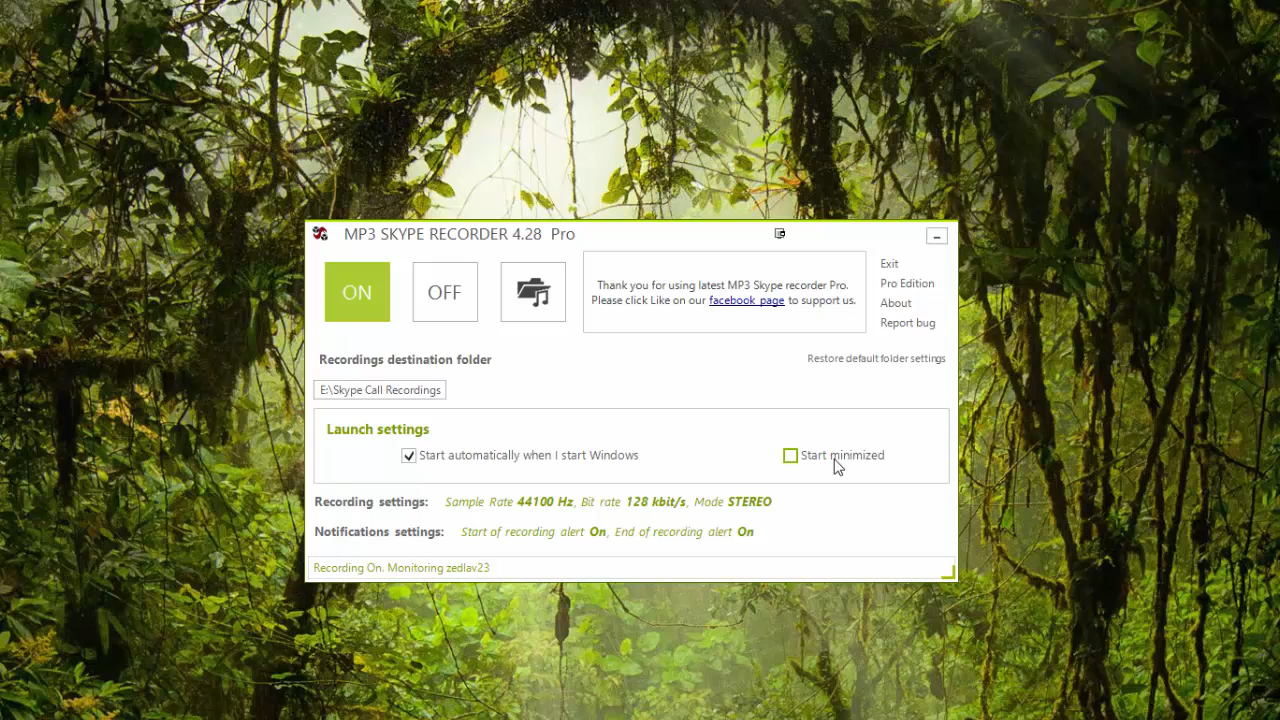 MP3 SKYPE RECORDER 4.28 Pro
ON
OFF
Thank you for using latest MP3 Skype recorder Pro.
Please click Like on our facebook page to support us.
Exit
Pro Edition
About
Report bug
Recordings destination folder
Restore default folder settings
E:\Skype Call Recordings
Launch settings
Start automatically when I start Windows
Start minimized
Recording settings: Sample Rate 44100 Hz, Bit rate 128 kbit/s, Mode STEREO
Notifications settings: Start of recording alert On, End of recording alert On
Recording On. Monitoring zedlav23